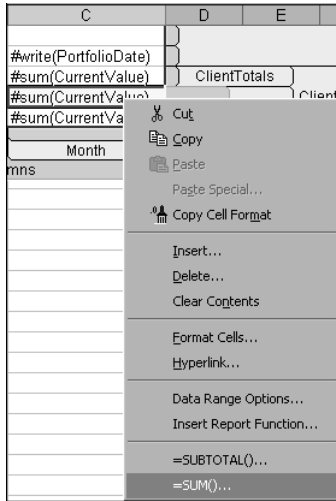 C D E
#write(PortfolioDate)
#sum(CurrentValue) ClientTotals
#sum(CurrentValue) Client
#sum(CurrentVa
Month
mns
Cut
Copy
Paste
Paste Special...
Copy Cell Format
Insert...
Delete...
Clear Contents
Format Cells...
Hyperlink...
Data Range Options...
Insert Report Function...
=SUBTOTAL()...
=SUM()...